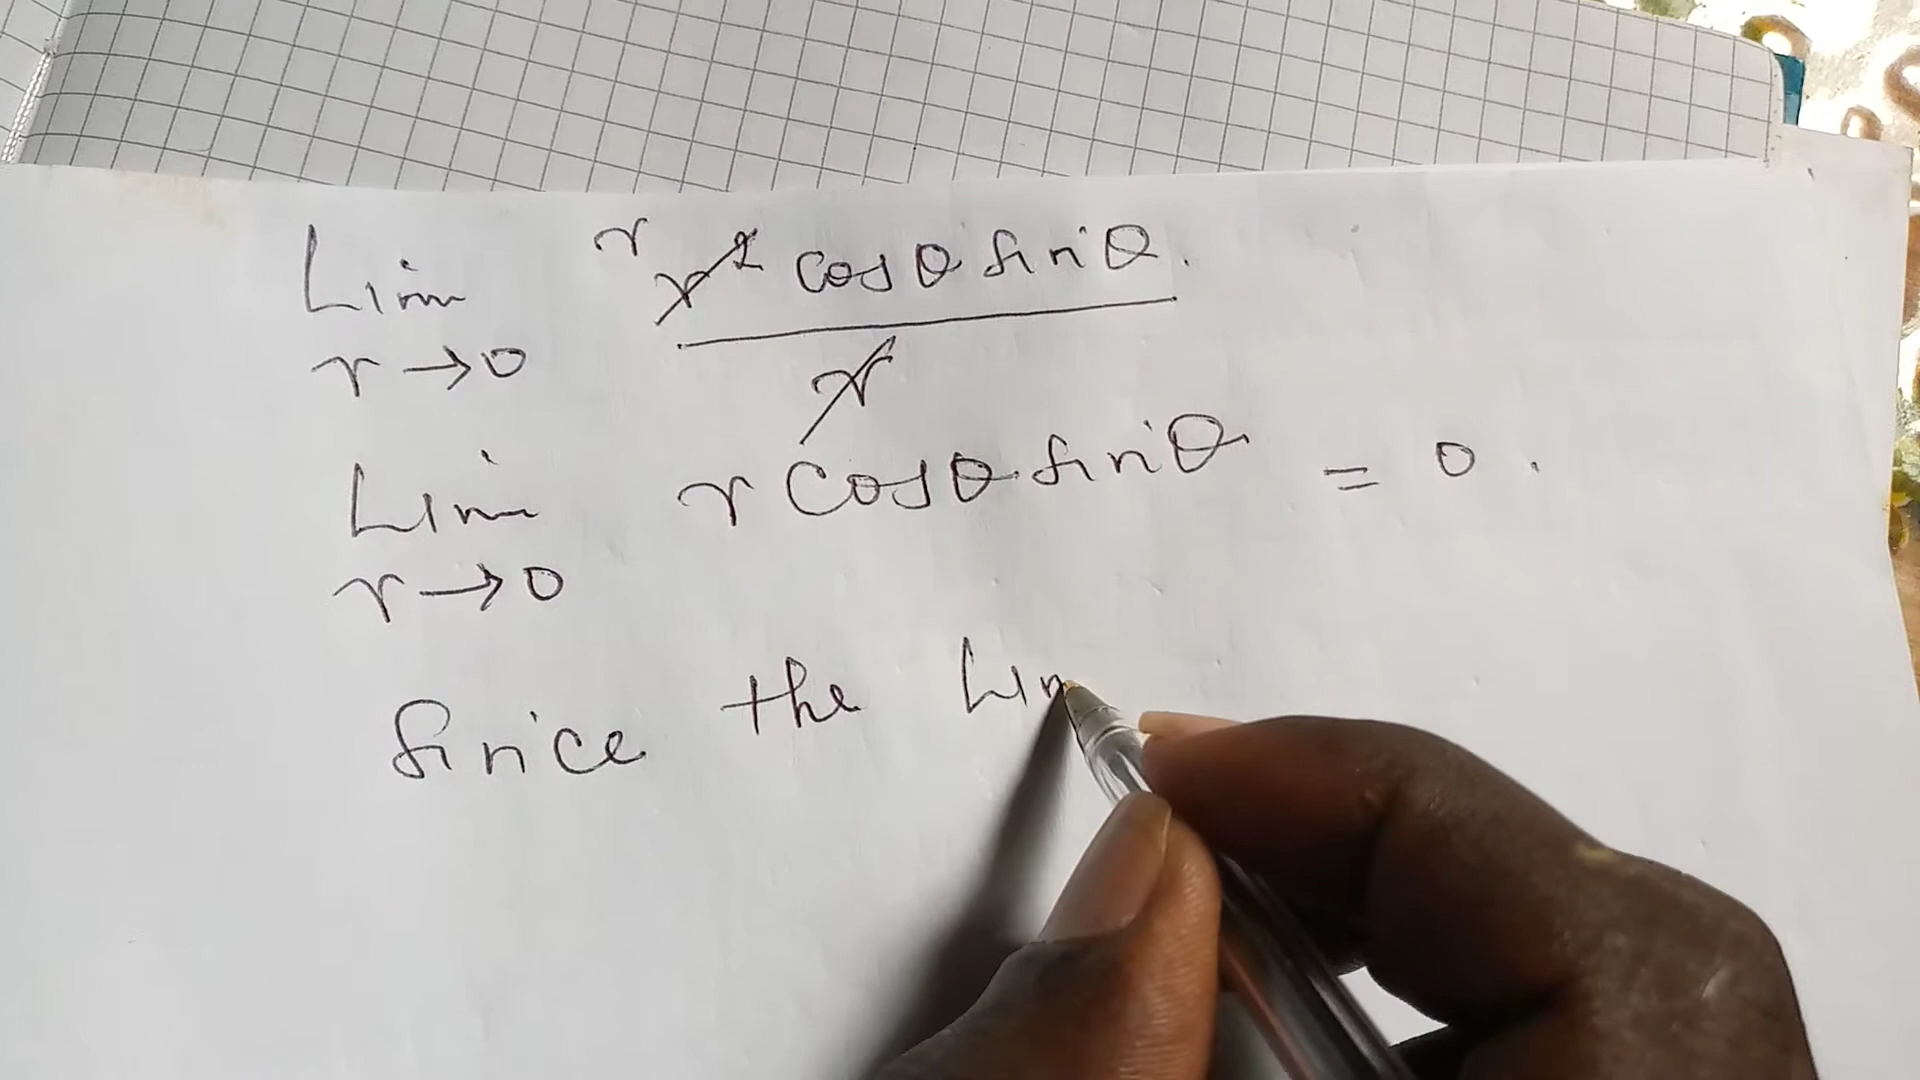 Lim r r² cosθ sinθ.
r→0 r
Lim r cosθ sinθ = 0.
r→0
Since the Lim